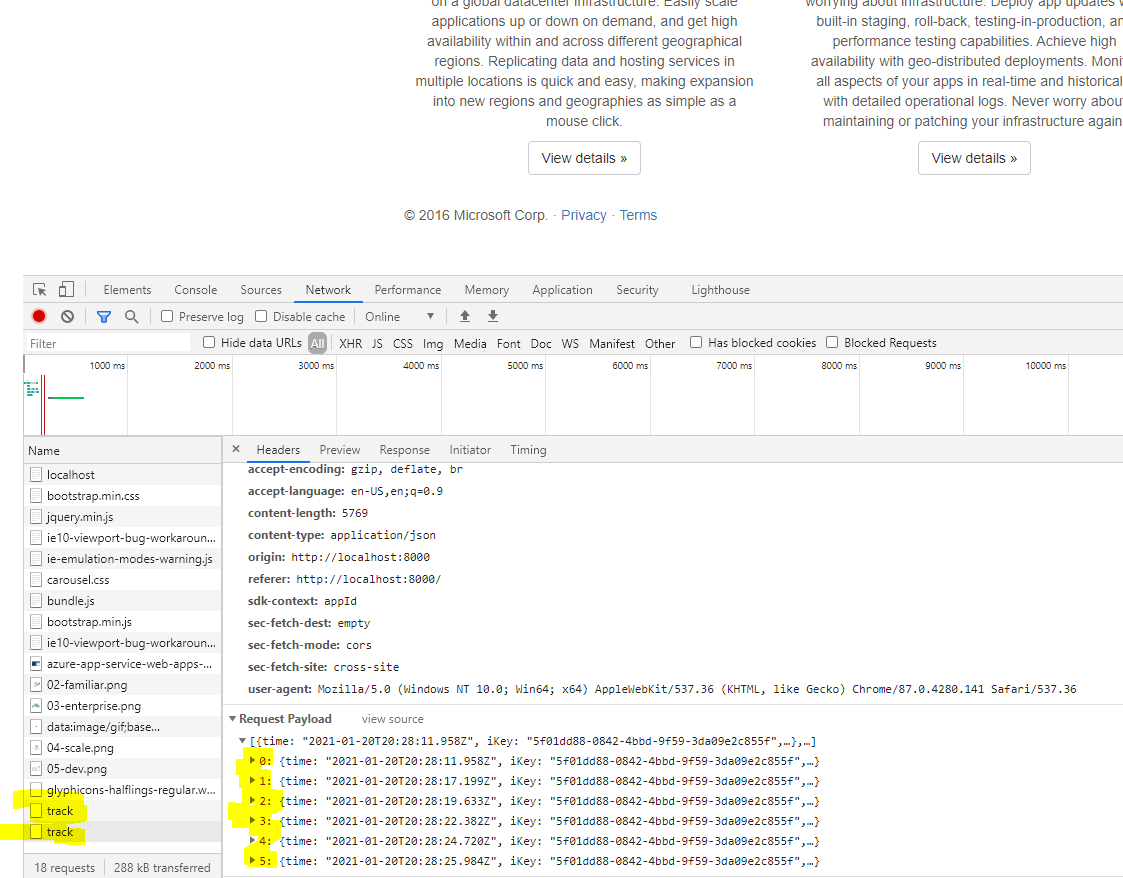 on a global datacenter infrastructure. Easily scale
applications up or down on demand, and get high
availability within and across different geographical
regions. Replicating data and hosting services in
multiple locations is quick and easy, making expansion
into new regions and geographies as simple as a
mouse click.
View details »
worrying about infrastructure. Deploy app updates
built-in staging, roll-back, testing-in-production,
performance testing capabilities. Achieve high
availability with geo-distributed deployments.
all aspects of your apps in real-time and historical
with detailed operational logs. Never worry
maintaining or patching your infrastructure again
View details »
© 2016 Microsoft Corp. · Privacy · Terms
Elements Console Sources Network Performance Memory Application Security Lighthouse
Preserve log Disable cache Online ▼
Filter Hide data URLs All XHR JS CSS Img Media Font Doc WS Manifest Other Has blocked cookies Blocked Requests
1000 ms 2000 ms 3000 ms 4000 ms 5000 ms 6000 ms 7000 ms 8000 ms 9000 ms 10000 ms
Name
localhost
bootstrap.min.css
jquery.min.js
ie10-viewport-bug-workaroun...
ie-emulation-modes-warning.js
carousel.css
bundle.js
bootstrap.min.js
ie10-viewport-bug-workaroun...
azure-app-service-web-apps-...
02-familiar.png
03-enterprise.png
data:image/gif;base...
04-scale.png
05-dev.png
glyphicons-halflings-regular.w...
track
track
18 requests 288 kB transferred
× Headers Preview Response Initiator Timing
accept-encoding: gzip, deflate, br
accept-language: en-US,en;q=0.9
content-length: 5769
content-type: application/json
origin: http://localhost:8000
referer: http://localhost:8000/
sdk-context: appId
sec-fetch-dest: empty
sec-fetch-mode: cors
sec-fetch-site: cross-site
user-agent: Mozilla/5.0 (Windows NT 10.0; Win64; x64) AppleWebKit/537.36 (KHTML, like Gecko) Chrome/87.0.4280.141 Safari/537.36
▼Request Payload view source
▼[{time: "2021-01-20T20:28:11.958Z", iKey: "5f01dd88-0842-4bbd-9f59-3da09e2c855f",…},…]
▶0: {time: "2021-01-20T20:28:11.958Z", iKey: "5f01dd88-0842-4bbd-9f59-3da09e2c855f",…}
▶1: {time: "2021-01-20T20:28:17.199Z", iKey: "5f01dd88-0842-4bbd-9f59-3da09e2c855f",…}
▶2: {time: "2021-01-20T20:28:19.633Z", iKey: "5f01dd88-0842-4bbd-9f59-3da09e2c855f",…}
▶3: {time: "2021-01-20T20:28:22.382Z", iKey: "5f01dd88-0842-4bbd-9f59-3da09e2c855f",…}
▶4: {time: "2021-01-20T20:28:24.720Z", iKey: "5f01dd88-0842-4bbd-9f59-3da09e2c855f",…}
▶5: {time: "2021-01-20T20:28:25.984Z", iKey: "5f01dd88-0842-4bbd-9f59-3da09e2c855f",…}